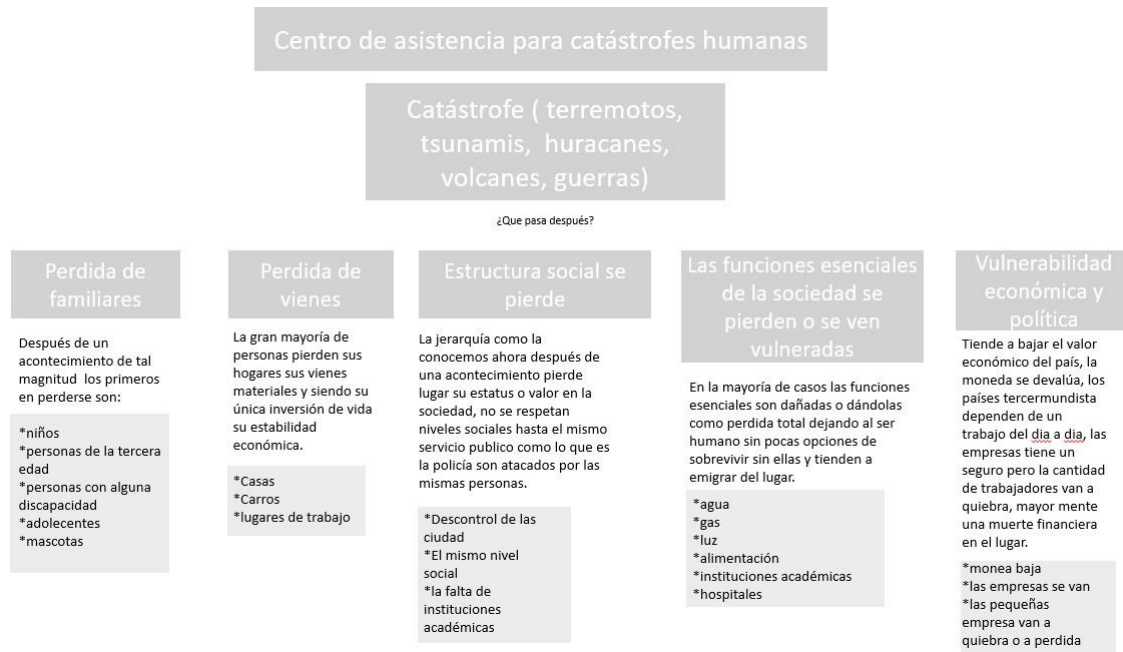 Centro de asistencia para catástrofes humanas
Catástrofe ( terremotos,
tsunamis, huracanes,
volcanes, guerras)
¿Que pasa después?
Perdida de
familiares
Después de un
acontecimiento de tal
magnitud los primeros
en perderse son:
*niños
*personas de la tercera
edad
*personas con alguna
discapacidad
*adolecentes
*mascotas
Perdida de
vienes
La gran mayoría de
personas pierden sus
hogares sus vienes
materiales y siendo su
única inversión de vida
su estabilidad
económica.
*Casas
*Carros
*lugares de trabajo
Estructura social se
pierde
La jerarquía como la
conocemos ahora después de
una acontecimiento pierde
lugar su estatus o valor en la
sociedad, no se respetan
niveles sociales hasta el mismo
servicio publico como lo que es
la policía son atacados por las
mismas personas.
*Descontrol de las
ciudad
*El mismo nivel
social
*la falta de
instituciones
académicas
Las funciones esenciales
de la sociedad se
pierden o se ven
vulneradas
En la mayoría de casos las funciones
esenciales son dañadas o dándolas
como perdida total dejando al ser
humano sin pocas opciones de
sobrevivir sin ellas y tienden a
emigrar del lugar.
*agua
*gas
*luz
*alimentación
*instituciones académicas
*hospitales
Vulnerabilidad
económica y
política
Tiende a bajar el valor
económico del país, la
moneda se devalúa, los
países tercermundista
dependen de un
trabajo del dia a dia, las
empresas tiene un
seguro pero la cantidad
de trabajadores van a
quiebra, mayor mente
una muerte financiera
en el lugar.
*monea baja
*las empresas se van
*las pequeñas
empresa van a
quiebra o a perdida